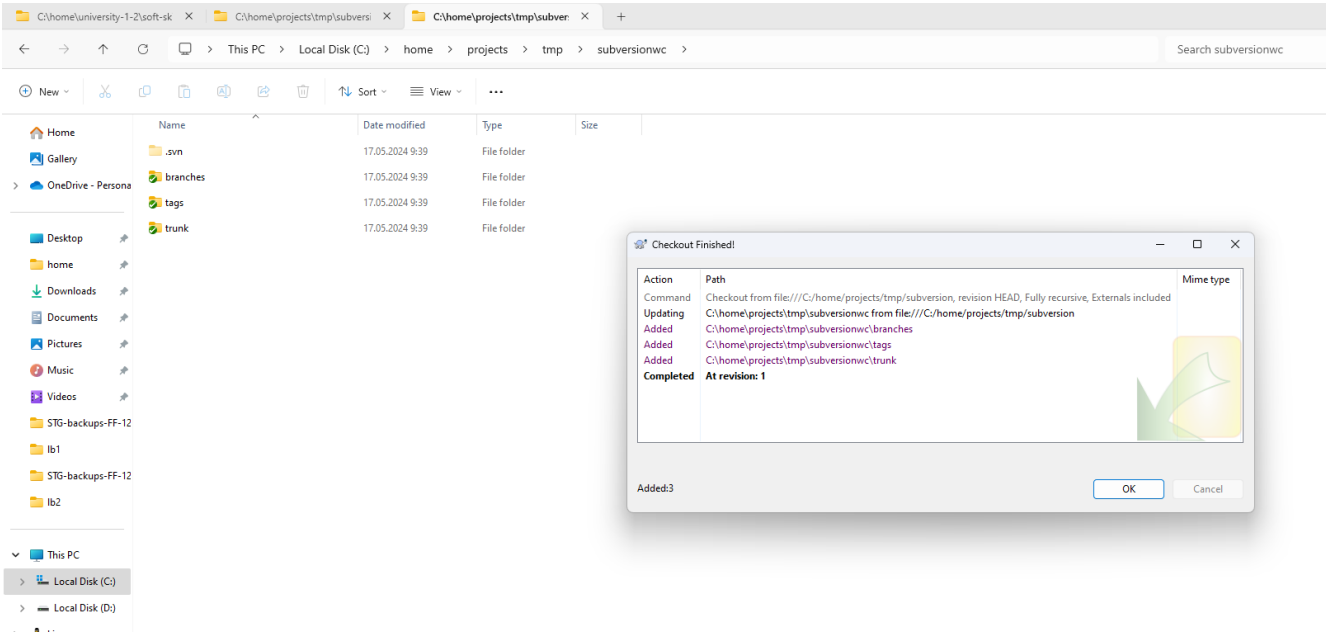 C:\home\university-1-2\soft-sk C:\home\projects\tmp\subversi C:\home\projects\tmp\subver:
This PC > Local Disk (C:) > home > projects > tmp > subversionwc > Search subversionwc
New Sort View ...
Name Date modified Type Size
.svn 17.05.2024 9:39 File folder
branches 17.05.2024 9:39 File folder
tags 17.05.2024 9:39 File folder
trunk 17.05.2024 9:39 File folder
Home
Gallery
OneDrive - Persona
Desktop
home
Downloads
Documents
Pictures
Music
Videos
STG-backups-FF-12
lb1
STG-backups-FF-12
lb2
This PC
Local Disk (C:)
Local Disk (D:)
Checkout Finished!
Action Path Mime type
Command Checkout from file:///C:/home/projects/tmp/subversion, revision HEAD, Fully recursive, Externals included
Updating C:\home\projects\tmp\subversionwc from file:///C:/home/projects/tmp/subversion
Added C:\home\projects\tmp\subversionwc\branches
Added C:\home\projects\tmp\subversionwc\tags
Added C:\home\projects\tmp\subversionwc\trunk
Completed At revision: 1
Added:3 OK Cancel